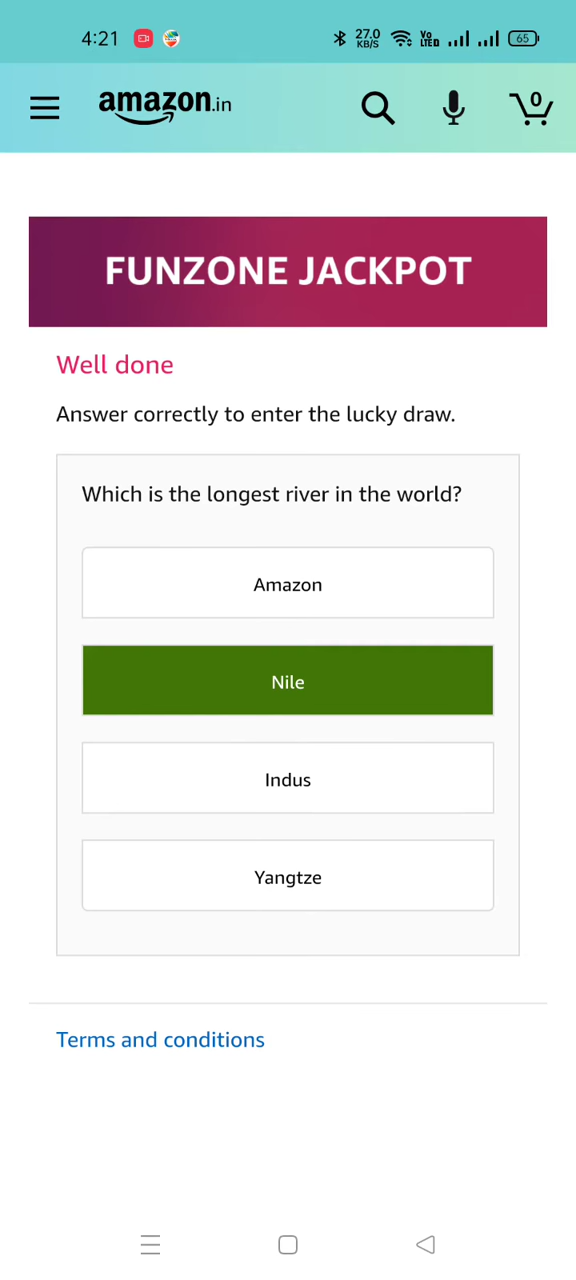 4:21 27.0 KB/S Vo LTED 65
amazon.in 0
FUNZONE JACKPOT
Well done
Answer correctly to enter the lucky draw.
Which is the longest river in the world?
Amazon
Nile
Indus
Yangtze
Terms and conditions